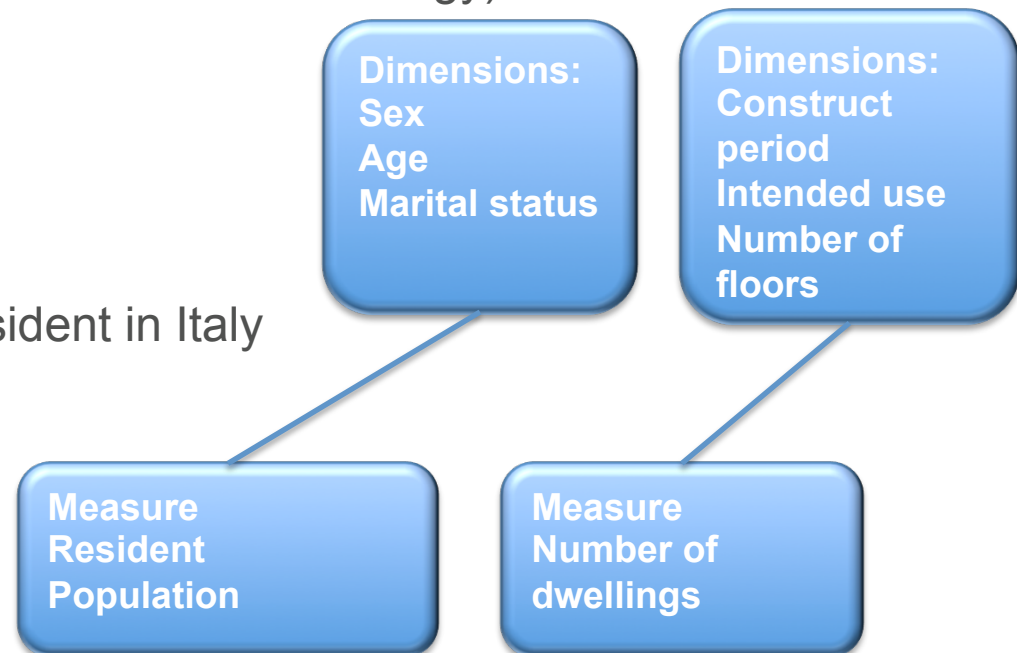 Dimensions:
Sex
Age
Marital status
Dimensions:
Construct
period
Intended use
Number of
floors
sident in Italy
Measure
Resident
Population
Measure
Number of
dwellings